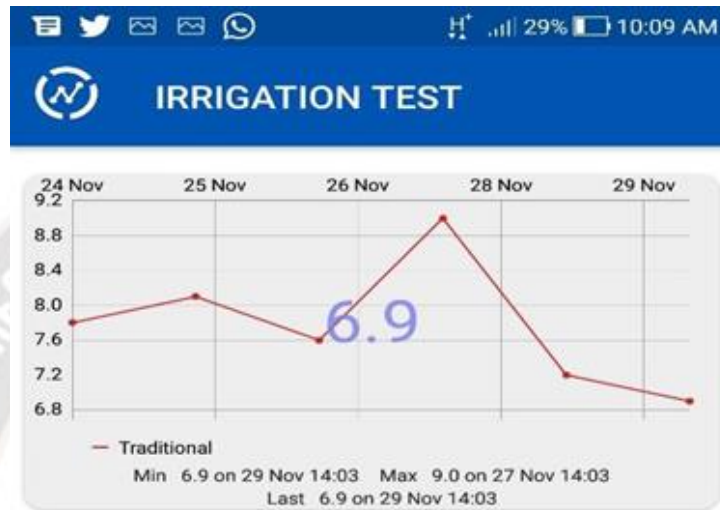 29% 10:09 AM
IRRIGATION TEST
24 Nov 25 Nov 26 Nov 28 Nov 29 Nov
9.2
8.8
8.4
8.0
6.9
7.6
7.2
6.8
Traditional
Min 6.9 on 29 Nov 14:03 Max 9.0 on 27 Nov 14:03
Last 6.9 on 29 Nov 14:03